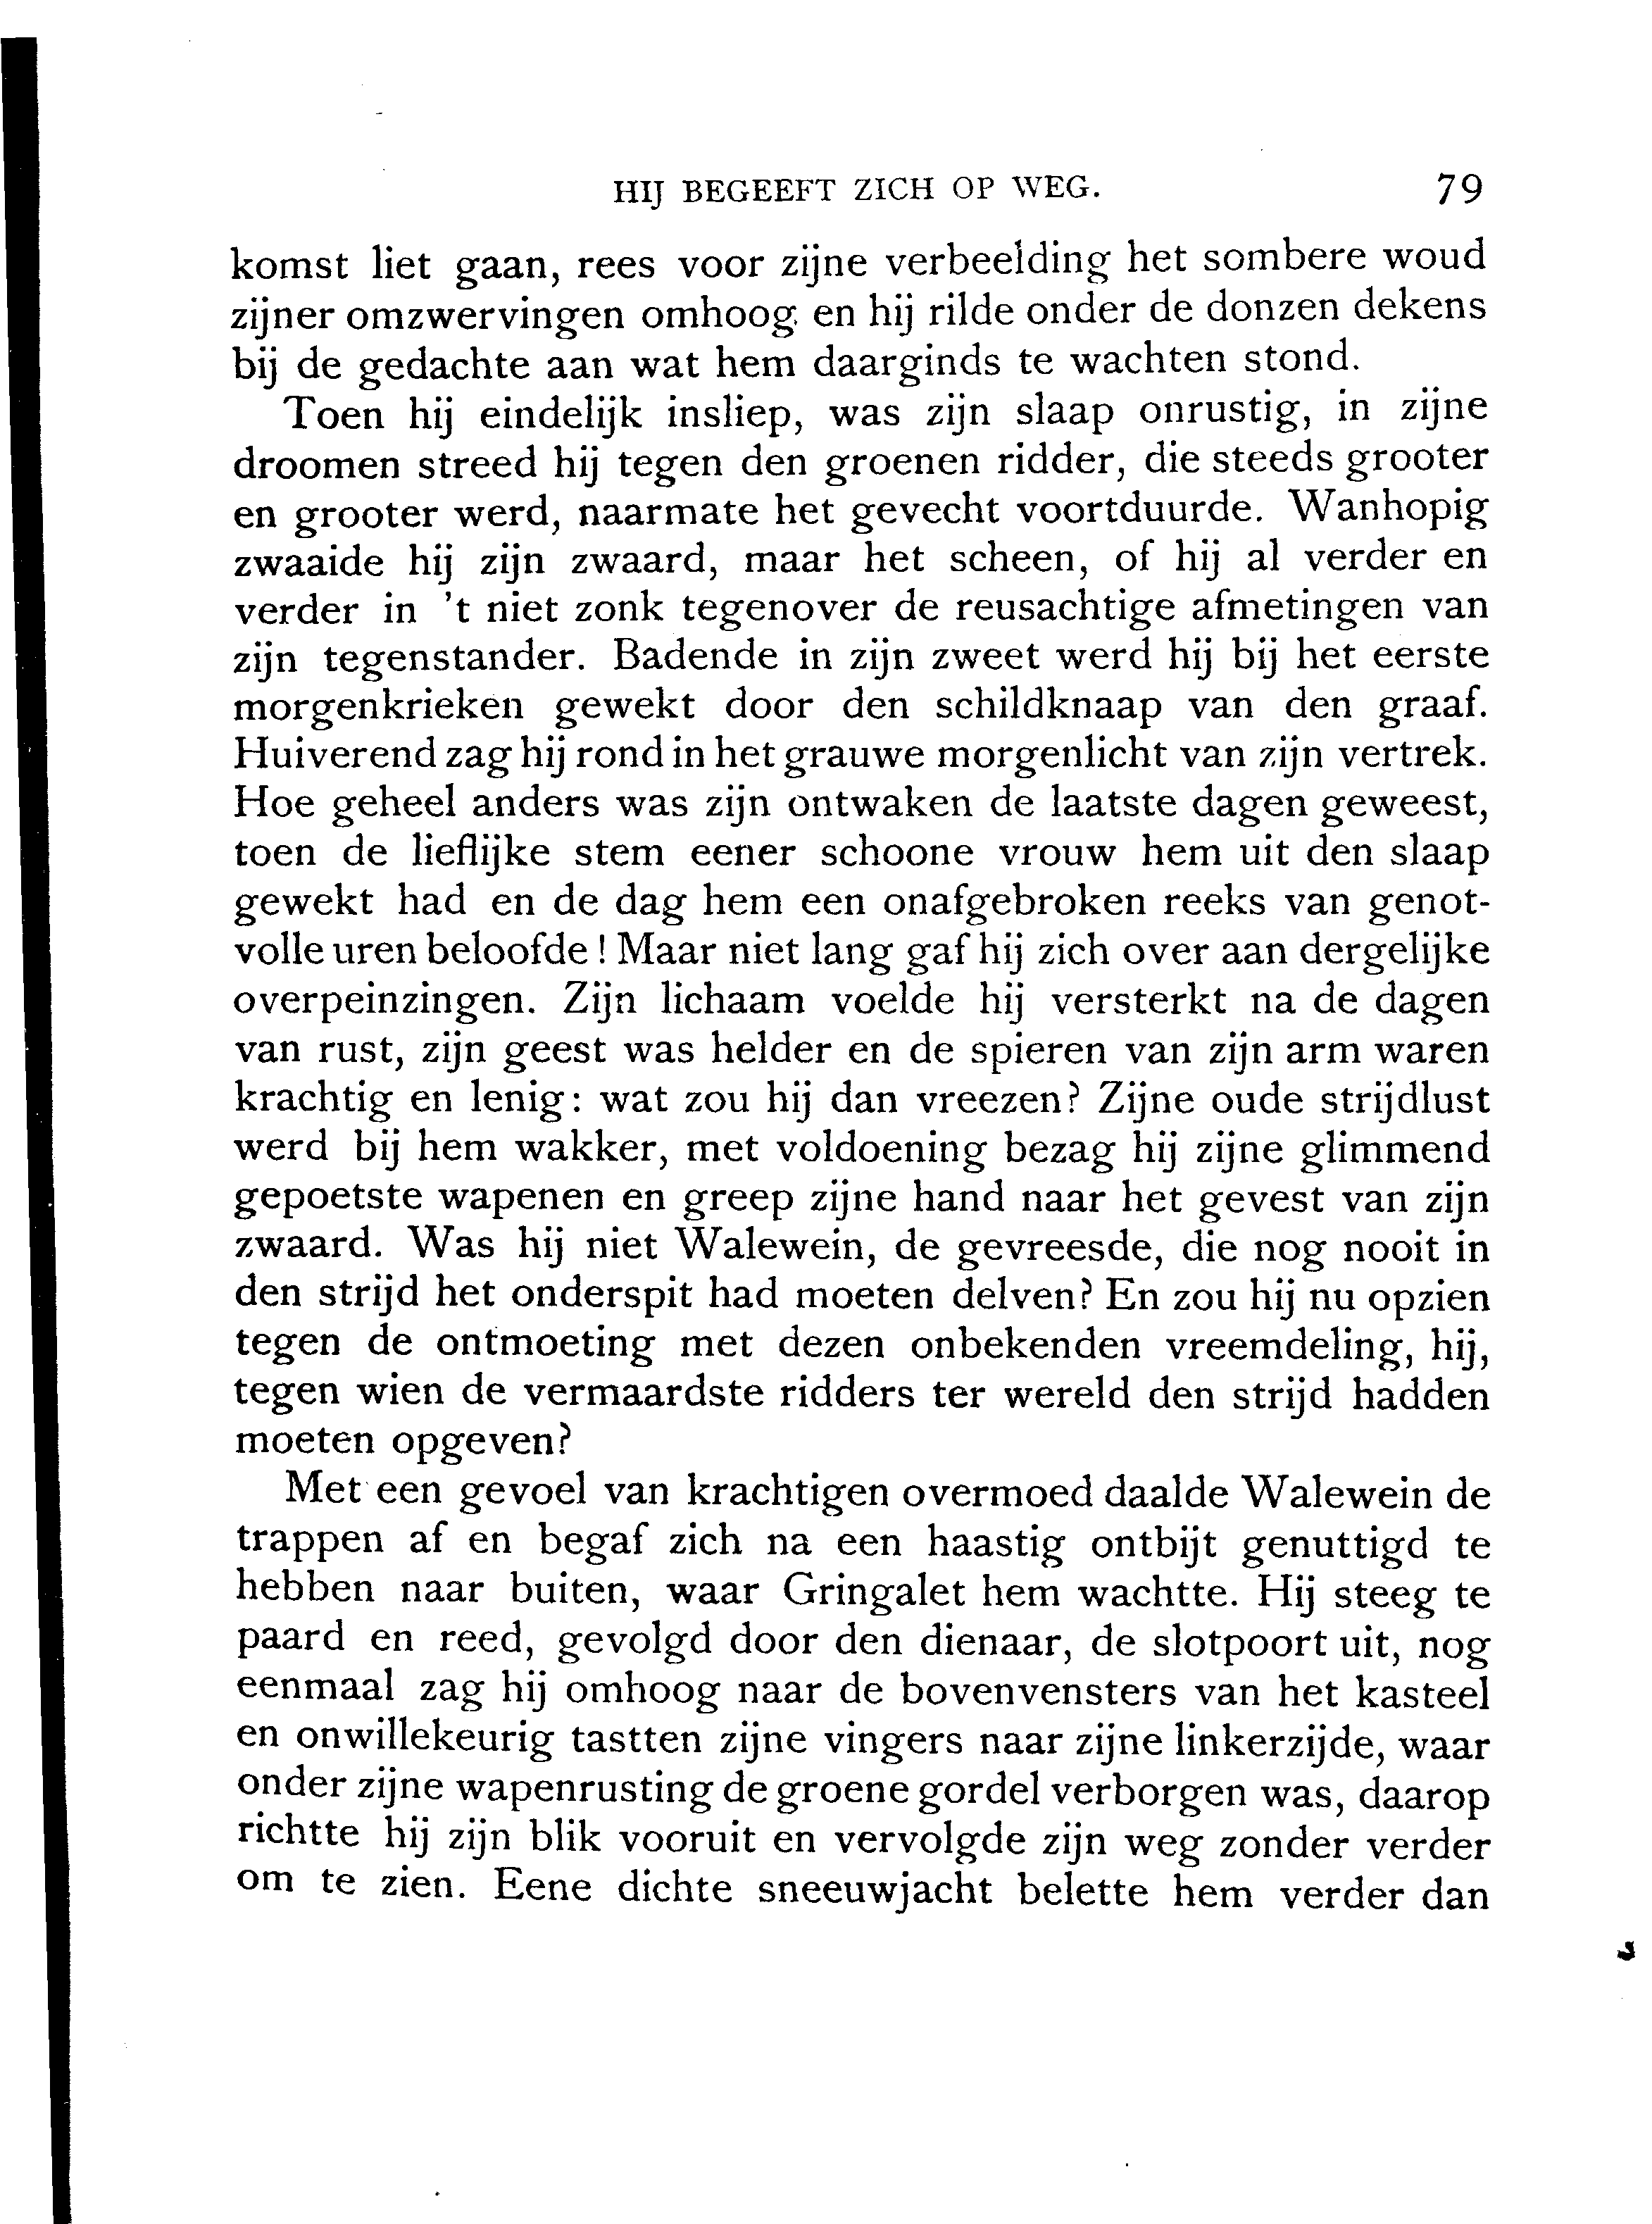 HIJ BEGEEFT ZICH OP WEG. 79
komst liet gaan, rees voor zijne verbeelding het sombere woud
zijner omzwervingen omhoog en hij rilde onder de donzen dekens
bij de gedachte aan wat hem daarginds te wachten stond.
Toen hij eindelijk insliep, was zijn slaap onrustig, in zijne
droomen streed hij tegen den groenen ridder, die steeds grooter
en grooter werd, naarmate het gevecht voortduurde. Wanhopig
zwaaide hij zijn zwaard, maar het scheen, of hij al verder en
verder in 't niet zonk tegenover de reusachtige afmetingen van
zijn tegenstander. Badende in zijn zweet werd hij bij het eerste
morgenkrieken gewekt door den schildknaap van den graaf.
Huiverend zag hij rond in het grauwe morgenlicht van zijn vertrek.
Hoe geheel anders was zijn ontwaken de laatste dagen geweest,
toen de lieflijke stem eener schoone vrouw hem uit den slaap
gewekt had en de dag hem een onafgebroken reeks van genot-
volle uren beloofde! Maar niet lang gaf hij zich over aan dergelijke
overpeinzingen. Zijn lichaam voelde hij versterkt na de dagen
van rust, zijn geest was helder en de spieren van zijn arm waren
krachtig en lenig: wat zou hij dan vreezen? Zijne oude strijdlust
werd bij hem wakker, met voldoening bezag hij zijne glimmend
gepoetste wapenen en greep zijne hand naar het gevest van zijn
zwaard. Was hij niet Walewein, de gevreesde, die nog nooit in
den strijd het onderspit had moeten delven? En zou hij nu opzien
tegen de ontmoeting met dezen onbekenden vreemdeling, hij,
tegen wien de vermaardste ridders ter wereld den strijd hadden
moeten opgeven?
Met een gevoel van krachtigen overmoed daalde Walewein de
trappen af en begaf zich na een haastig ontbijt genuttigd te
hebben naar buiten, waar Gringalet hem wachtte. Hij steeg te
paard en reed, gevolgd door den dienaar, de slotpoort uit, nog
eenmaal zag hij omhoog naar de bovenvensters van het kasteel
en onwillekeurig tastten zijne vingers naar zijne linkerzijde, waar
onder zijne wapenrusting de groene gordel verborgen was, daarop
richtte hij zijn blik vooruit en vervolgde zijn weg zonder verder
om te zien. Eene dichte sneeuwjacht belette hem verder dan